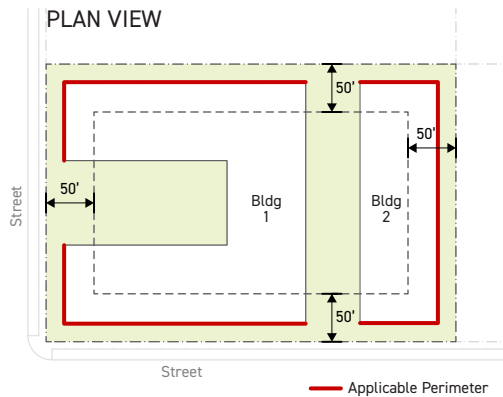 PLAN VIEW
50'
50'
50'
Bldg
1
Bldg
2
Street
50'
Street
Applicable Perimeter